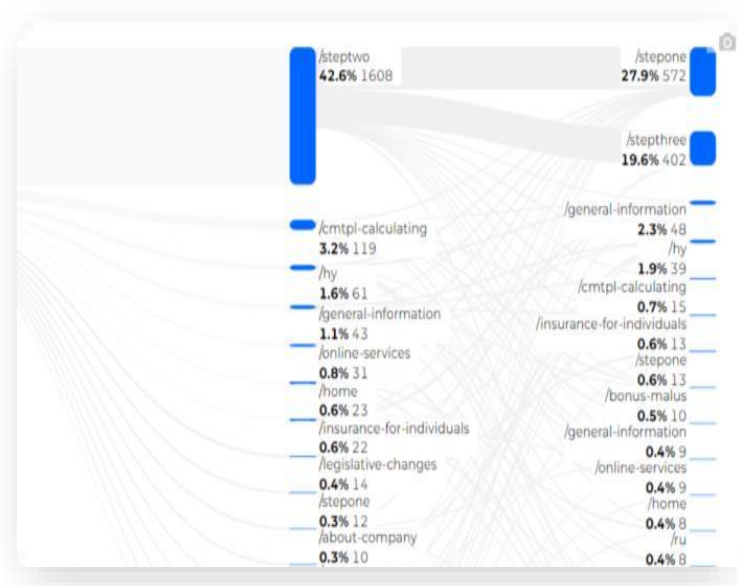 /steptwo
42.6% 1608
/cmtpl-calculating
3.2% 119
/hy
1.6% 61
/general-information
1.1% 43
/online-services
0.8% 31
/home
0.6% 23
/insurance-for-individuals
0.6% 22
/legislative-changes
0.4% 14
/stepone
0.3% 12
/about-company
0.3% 10
/stepone
27.9% 572
/stepthree
19.6% 402
/general-information
2.3% 48
/hy
1.9% 39
/cmtpl-calculating
0.7% 15
/insurance-for-individuals
0.6% 13
/stepone
0.6% 13
/bonus-malus
0.5% 10
/general-information
0.4% 9
/online-services
0.4% 9
/home
0.4% 8
/ru
0.4% 8